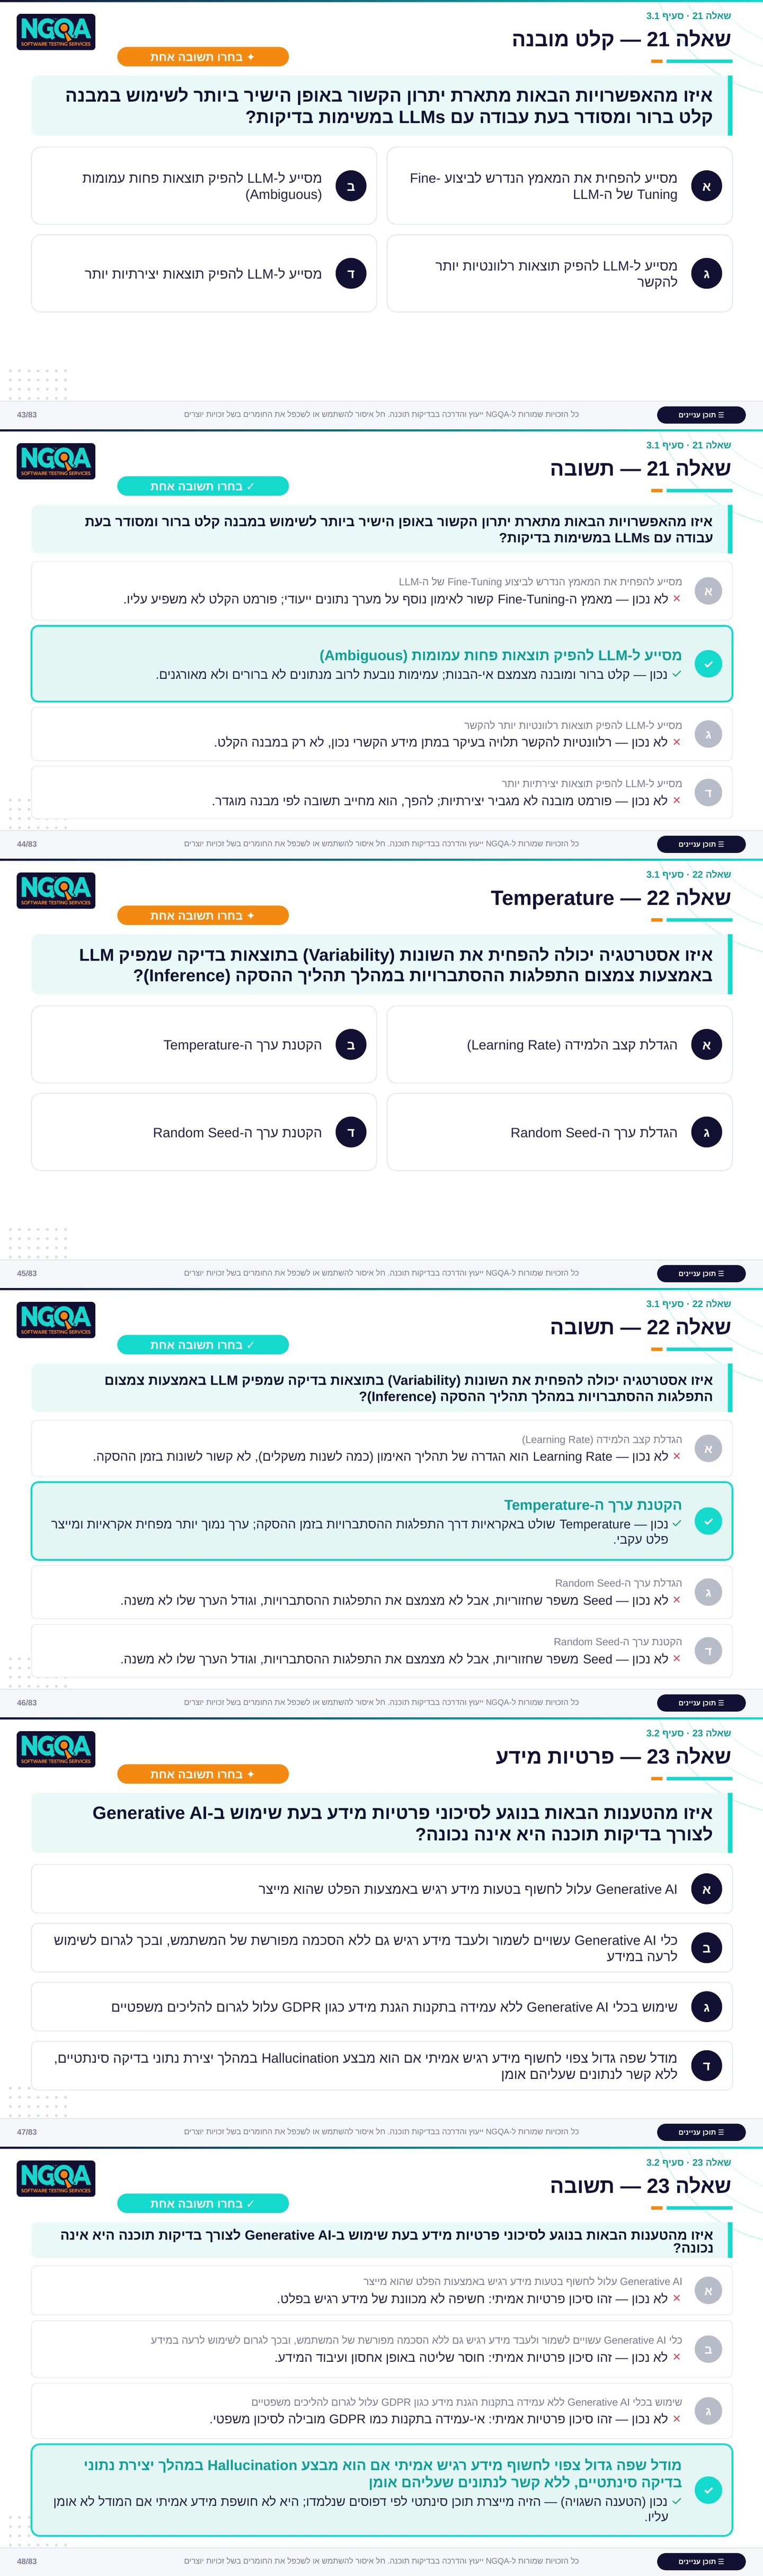 שאלה 21 · סעיף 3.1
NGQA
SOFTWARE TESTING SERVICES
שאלה 21 — קלט מובנה
✦ בחרו תשובה אחת
איזו מהאפשרויות הבאות מתארת יתרון הקשור באופן הישיר ביותר לשימוש במבנה
קלט ברור ומסודר בעת עבודה עם LLMs במשימות בדיקות?
א
מסייע להפחית את המאמץ הנדרש לביצוע Fine-
Tuning של ה-LLM
ב
מסייע ל-LLM להפיק תוצאות פחות עמומות
(Ambiguous)
ג
מסייע ל-LLM להפיק תוצאות רלוונטיות יותר
להקשר
ד
מסייע ל-LLM להפיק תוצאות יצירתיות יותר
☰ תוכן עניינים
כל הזכויות שמורות ל-NGQA ייעוץ והדרכה בבדיקות תוכנה. חל איסור להשתמש או לשכפל את החומרים בשל זכויות יוצרים
43/83
שאלה 21 · סעיף 3.1
NGQA
SOFTWARE TESTING SERVICES
שאלה 21 — תשובה
✓ בחרו תשובה אחת
איזו מהאפשרויות הבאות מתארת יתרון הקשור באופן הישיר ביותר לשימוש במבנה קלט ברור ומסודר בעת
עבודה עם LLMs במשימות בדיקות?
א
מסייע להפחית את המאמץ הנדרש לביצוע Fine-Tuning של ה-LLM
✕ לא נכון — מאמץ ה-Fine-Tuning קשור לאימון נוסף על מערך נתונים ייעודי; פורמט הקלט לא משפיע עליו.
✓
מסייע ל-LLM להפיק תוצאות פחות עמומות (Ambiguous)
✓ נכון — קלט ברור ומובנה מצמצם אי-הבנות; עמימות נובעת לרוב מנתונים לא ברורים ולא מאורגנים.
ג
מסייע ל-LLM להפיק תוצאות רלוונטיות יותר להקשר
✕ לא נכון — רלוונטיות להקשר תלויה בעיקר במתן מידע הקשרי נכון, לא רק במבנה הקלט.
ד
מסייע ל-LLM להפיק תוצאות יצירתיות יותר
✕ לא נכון — פורמט מובנה לא מגביר יצירתיות; להפך, הוא מחייב תשובה לפי מבנה מוגדר.
☰ תוכן עניינים
כל הזכויות שמורות ל-NGQA ייעוץ והדרכה בבדיקות תוכנה. חל איסור להשתמש או לשכפל את החומרים בשל זכויות יוצרים
44/83
שאלה 22 · סעיף 3.1
NGQA
SOFTWARE TESTING SERVICES
שאלה 22 — Temperature
✦ בחרו תשובה אחת
איזו אסטרטגיה יכולה להפחית את השונות (Variability) בתוצאות בדיקה שמפיק LLM
באמצעות צמצום התפלגות ההסתברויות במהלך תהליך ההסקה (Inference)?
א
הגדלת קצב הלמידה (Learning Rate)
ב
הקטנת ערך ה-Temperature
ג
הגדלת ערך ה-Random Seed
ד
הקטנת ערך ה-Random Seed
☰ תוכן עניינים
כל הזכויות שמורות ל-NGQA ייעוץ והדרכה בבדיקות תוכנה. חל איסור להשתמש או לשכפל את החומרים בשל זכויות יוצרים
45/83
שאלה 22 · סעיף 3.1
NGQA
SOFTWARE TESTING SERVICES
שאלה 22 — תשובה
✓ בחרו תשובה אחת
איזו אסטרטגיה יכולה להפחית את השונות (Variability) בתוצאות בדיקה שמפיק LLM באמצעות צמצום
התפלגות ההסתברויות במהלך תהליך ההסקה (Inference)?
א
הגדלת קצב הלמידה (Learning Rate)
✕ לא נכון — Learning Rate הוא הגדרה של תהליך האימון (כמה לשנות משקלים), לא קשור לשונות בזמן ההסקה.
✓
הקטנת ערך ה-Temperature
✓ נכון — Temperature שולט באקראיות דרך התפלגות ההסתברויות בזמן ההסקה; ערך נמוך יותר מפחית אקראיות ומייצר
פלט עקבי.
ג
הגדלת ערך ה-Random Seed
✕ לא נכון — Seed משפר שחזוריות, אבל לא מצמצם את התפלגות ההסתברויות, וגודל הערך שלו לא משנה.
ד
הקטנת ערך ה-Random Seed
✕ לא נכון — Seed משפר שחזוריות, אבל לא מצמצם את התפלגות ההסתברויות, וגודל הערך שלו לא משנה.
☰ תוכן עניינים
כל הזכויות שמורות ל-NGQA ייעוץ והדרכה בבדיקות תוכנה. חל איסור להשתמש או לשכפל את החומרים בשל זכויות יוצרים
46/83
שאלה 23 · סעיף 3.2
NGQA
SOFTWARE TESTING SERVICES
שאלה 23 — פרטיות מידע
✦ בחרו תשובה אחת
איזו מהטענות הבאות בנוגע לסיכוני פרטיות מידע בעת שימוש ב-Generative AI
לצורך בדיקות תוכנה היא אינה נכונה?
א
Generative AI עלול לחשוף בטעות מידע רגיש באמצעות הפלט שהוא מייצר
ב
כלי Generative AI עשויים לשמור ולעבד מידע רגיש גם ללא הסכמה מפורשת של המשתמש, ובכך לגרום לשימוש
לרעה במידע
ג
שימוש בכלי Generative AI ללא עמידה בתקנות הגנת מידע כגון GDPR עלול לגרום להליכים משפטיים
ד
מודל שפה גדול צפוי לחשוף מידע רגיש אמיתי אם הוא מבצע Hallucination במהלך יצירת נתוני בדיקה סינתטיים,
ללא קשר לנתונים שעליהם אומן
☰ תוכן עניינים
כל הזכויות שמורות ל-NGQA ייעוץ והדרכה בבדיקות תוכנה. חל איסור להשתמש או לשכפל את החומרים בשל זכויות יוצרים
47/83
שאלה 23 · סעיף 3.2
NGQA
SOFTWARE TESTING SERVICES
שאלה 23 — תשובה
✓ בחרו תשובה אחת
איזו מהטענות הבאות בנוגע לסיכוני פרטיות מידע בעת שימוש ב-Generative AI לצורך בדיקות תוכנה היא אינה
נכונה?
א
Generative AI עלול לחשוף בטעות מידע רגיש באמצעות הפלט שהוא מייצר
✕ לא נכון — זהו סיכון פרטיות אמיתי: חשיפה לא מכוונת של מידע רגיש בפלט.
ב
כלי Generative AI עשויים לשמור ולעבד מידע רגיש גם ללא הסכמה מפורשת של המשתמש, ובכך לגרום לשימוש לרעה במידע
✕ לא נכון — זהו סיכון פרטיות אמיתי: חוסר שליטה באופן אחסון ועיבוד המידע.
ג
שימוש בכלי Generative AI ללא עמידה בתקנות הגנת מידע כגון GDPR עלול לגרום להליכים משפטיים
✕ לא נכון — זהו סיכון פרטיות אמיתי: אי-עמידה בתקנות כמו GDPR מובילה לסיכון משפטי.
✓
מודל שפה גדול צפוי לחשוף מידע רגיש אמיתי אם הוא מבצע Hallucination במהלך יצירת נתוני
בדיקה סינתטיים, ללא קשר לנתונים שעליהם אומן
✓ נכון (הטענה השגויה) — הזיה מייצרת תוכן סינתטי לפי דפוסים שנלמדו; היא לא חושפת מידע אמיתי אם המודל לא אומן
עליו.
☰ תוכן עניינים
כל הזכויות שמורות ל-NGQA ייעוץ והדרכה בבדיקות תוכנה. חל איסור להשתמש או לשכפל את החומרים בשל זכויות יוצרים
48/83